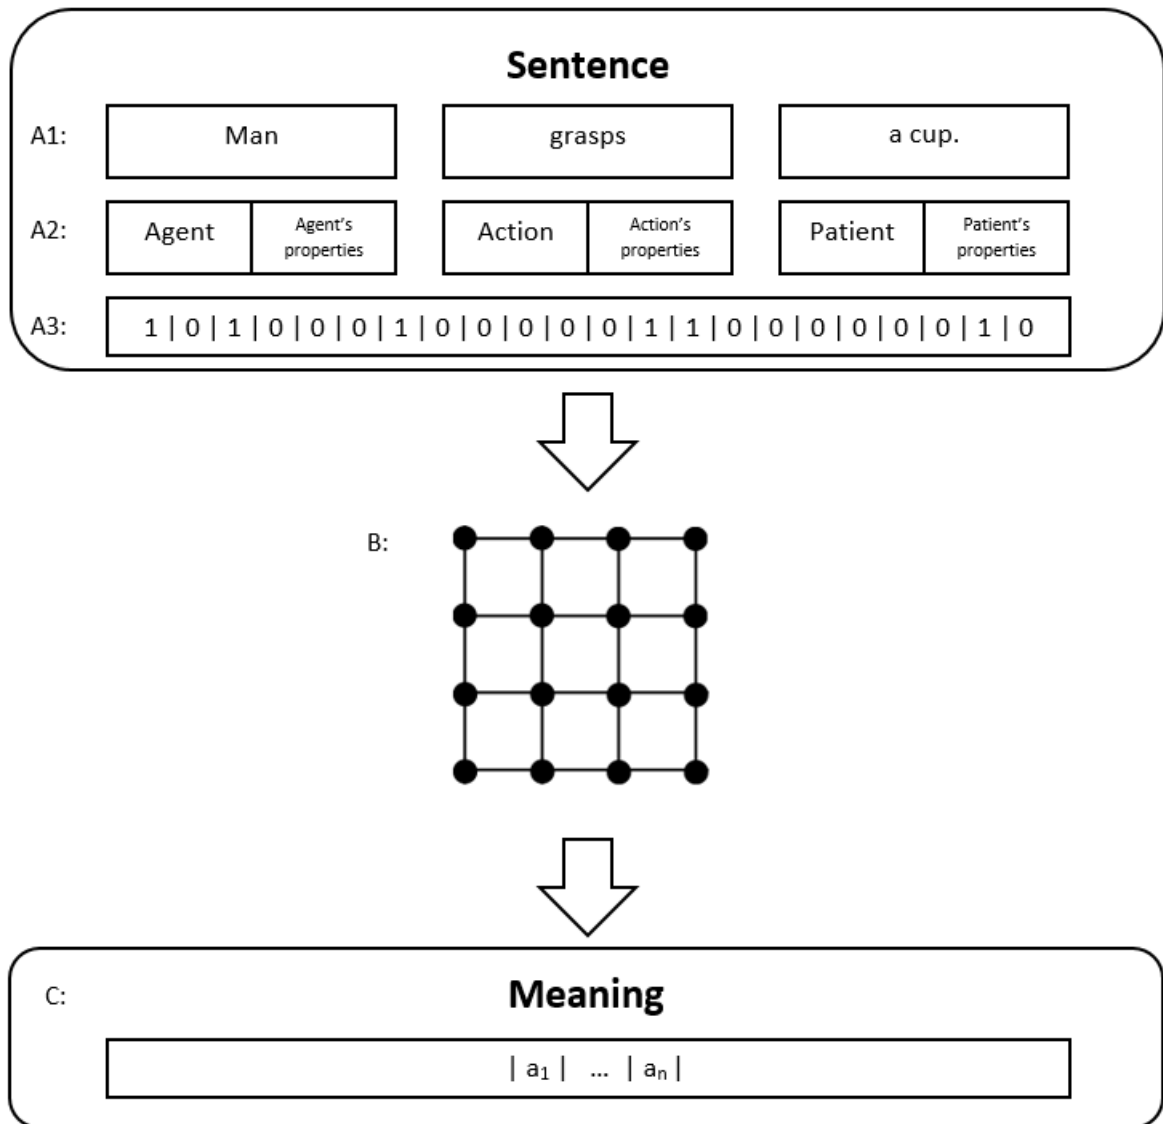 Sentence
A1: Man grasps a cup.
A2: Agent Agent's properties Action Action's properties Patient Patient's properties
A3: 1 | 0 | 1 | 0 | 0 | 0 | 1 | 0 | 0 | 0 | 0 | 0 | 1 | 1 | 0 | 0 | 0 | 0 | 0 | 0 | 1 | 0
B:
C: Meaning
| a₁ | ... | aₙ |